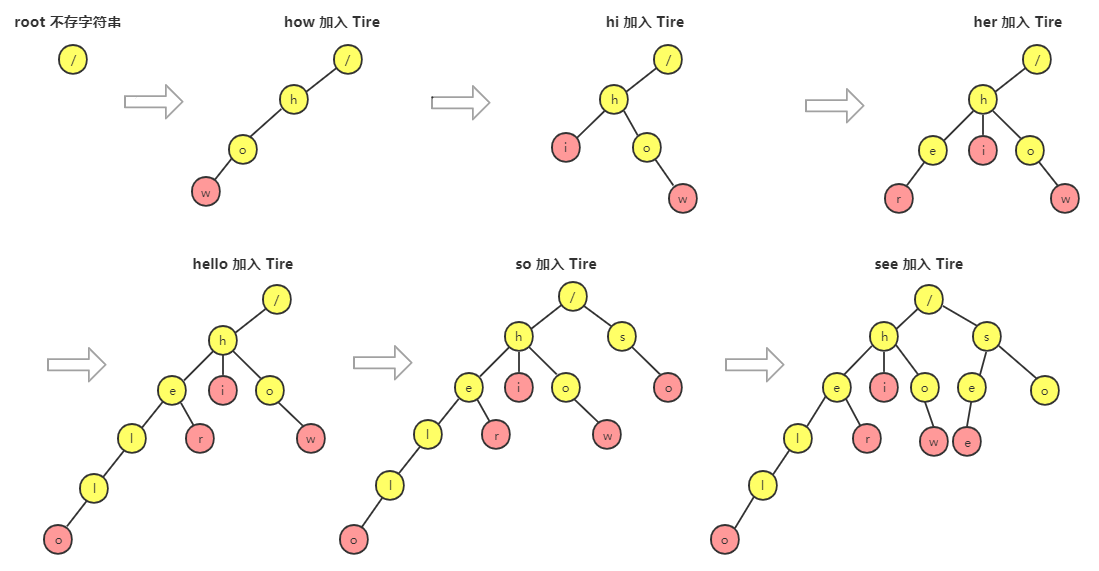 root 不存字符串
how 加入 Tire
hi 加入 Tire
her 加入 Tire
/
/
/
/
h
h
h
o
i
o
e
i
o
w
w
r
w
hello 加入 Tire
so 加入 Tire
see 加入 Tire
/
/
/
h
h
s
h
s
e
i
o
e
i
o
o
e
i
o
e
o
l
r
w
l
r
w
l
r
w
e
l
l
l
o
o
o